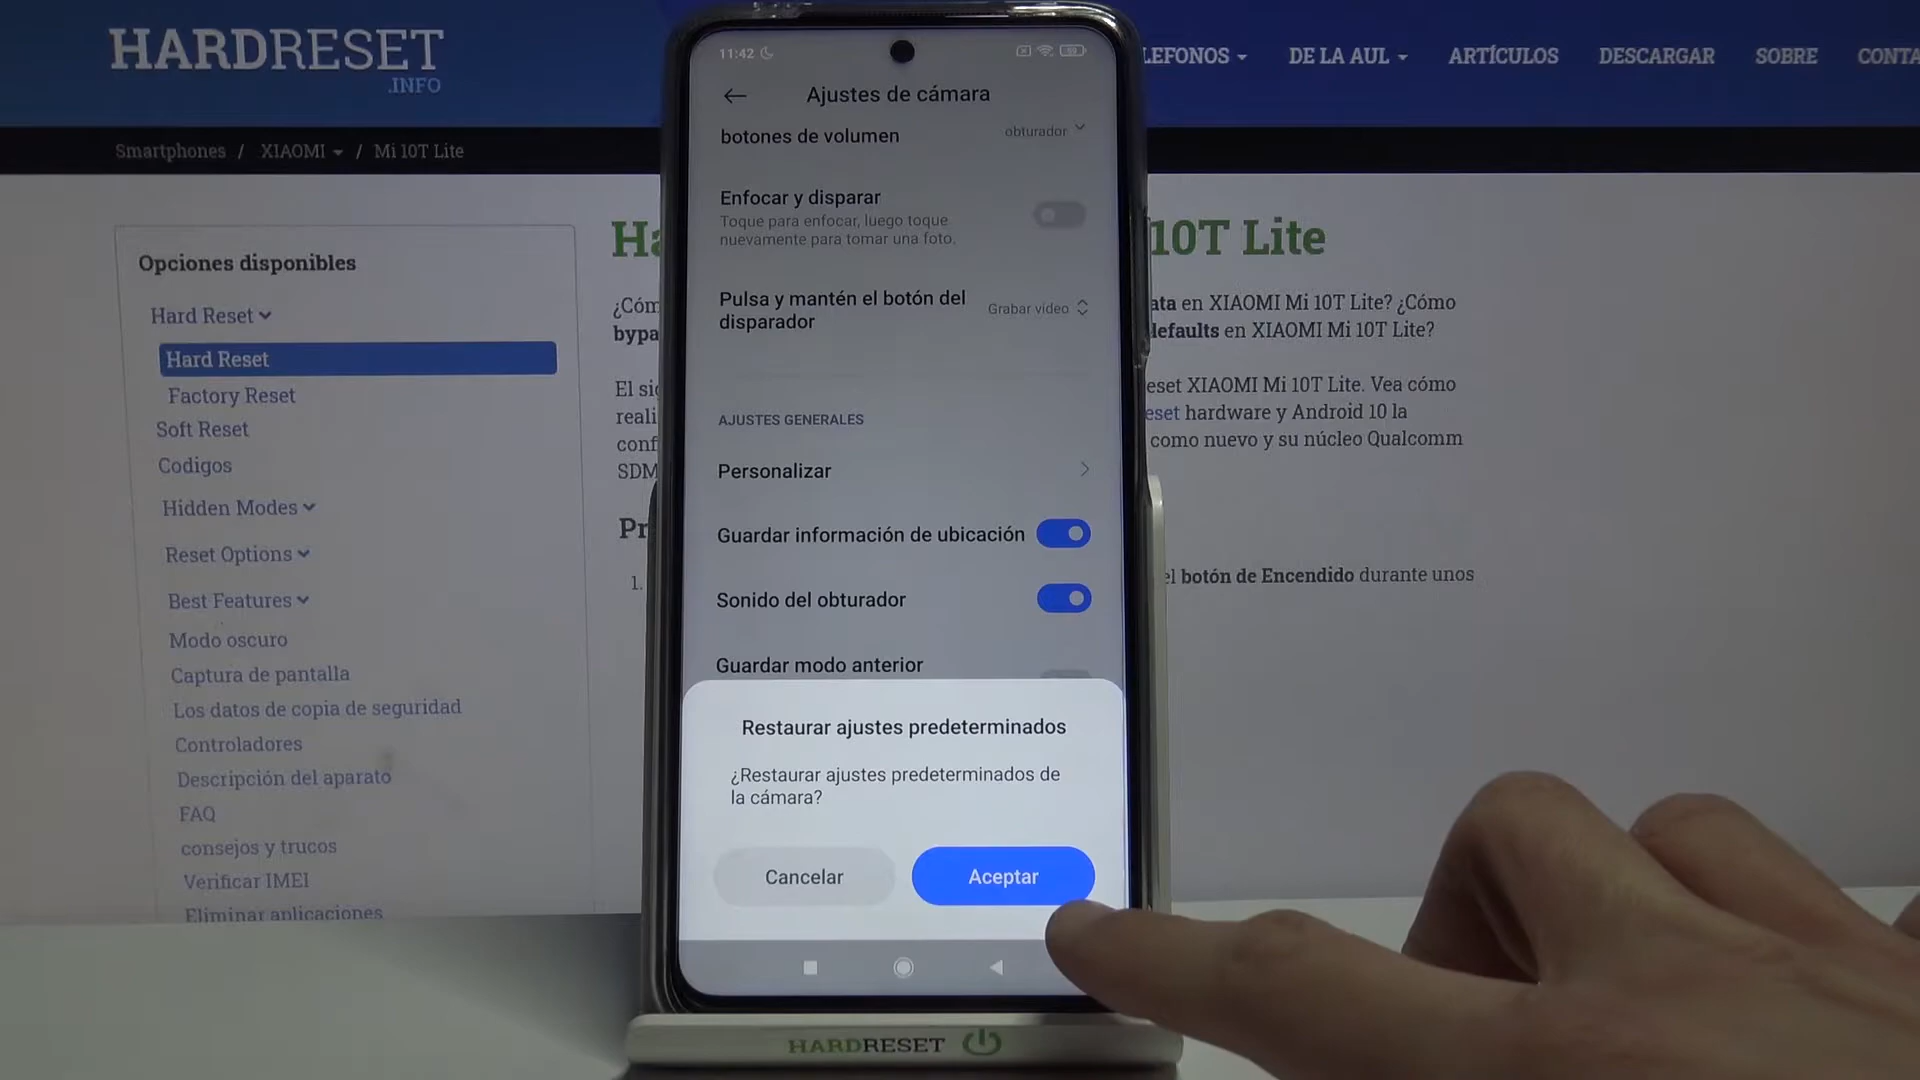 HARDRESET
.INFO
DE LA AUL
ARTÍCULOS
DESCARGAR
SOBRE
Smartphones / XIAOMI / Mi 10T Lite
Opciones disponibles
Hard Reset
Hard Reset
Factory Reset
Soft Reset
Codigos
Hidden Modes
Reset Options
Best Features
Modo oscuro
Captura de pantalla
Los datos de copia de seguridad
Controladores
Descripción del aparato
FAQ
consejos y trucos
Verificar IMEI
Eliminar aplicaciones
11:42
Ajustes de cámara
botones de volumen
obturador
Enfocar y disparar
Toque para enfocar, luego toque
nuevamente para tomar una foto.
Pulsa y mantén el botón del
disparador
Grabar vídeo
AJUSTES GENERALES
Personalizar
Guardar información de ubicación
Sonido del obturador
Guardar modo anterior
Restaurar ajustes predeterminados
¿Restaurar ajustes predeterminados de
la cámara?
Cancelar
Aceptar
10T Lite
en XIAOMI Mi 10T Lite? ¿Cómo
en XIAOMI Mi 10T Lite?
XIAOMI Mi 10T Lite. Vea cómo
hardware y Android 10 la
como nuevo y su núcleo Qualcomm
1.
el botón de Encendido durante unos
HARDRESET